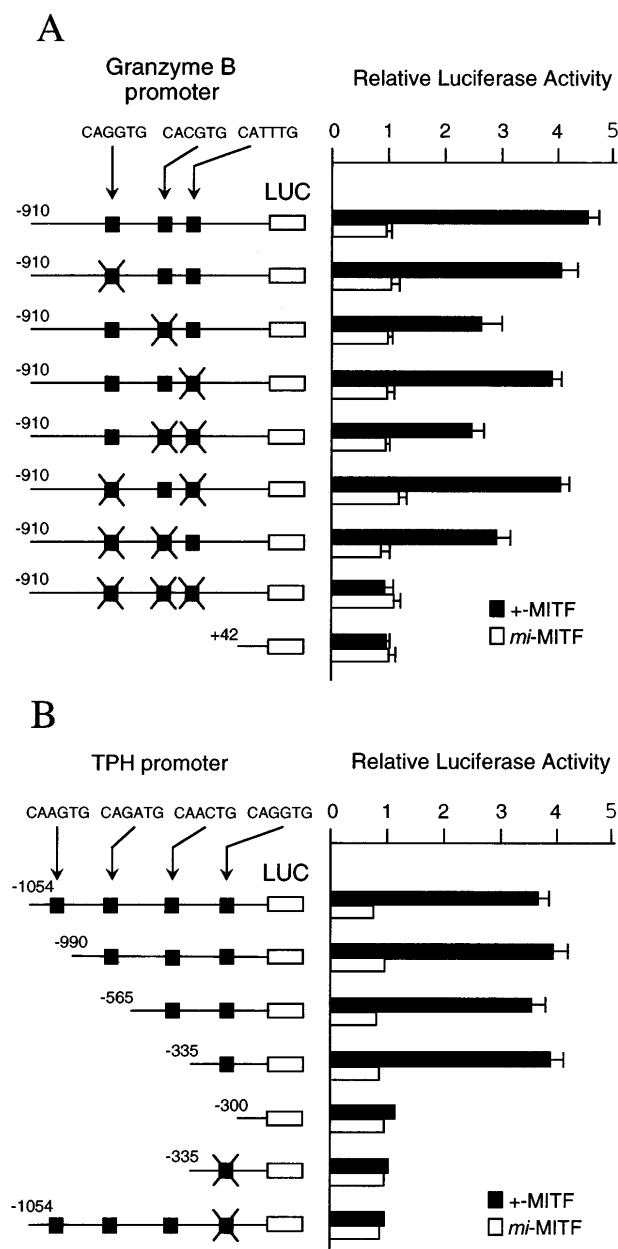 A
Granzyme B
promoter
Relative Luciferase Activity
CAGGTG CACGTG CATTTG
0 1 2 3 4 5
LUC
-910
-910
-910
-910
-910
-910
-910
-910
+-MITF
mi-MITF
+42
B
TPH promoter
Relative Luciferase Activity
CAAGTG CAGATG CAACTG CAGGTG
0 1 2 3 4 5
LUC
-1054
-990
-565
-335
-300
-335
-1054
+-MITF
mi-MITF